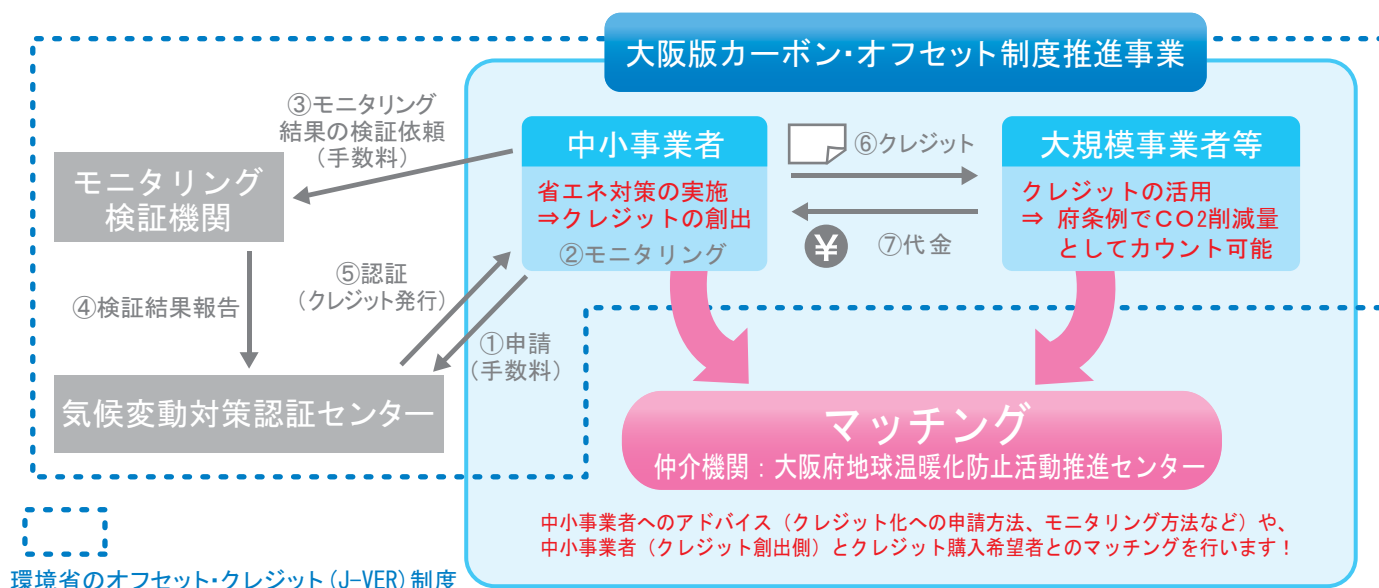 大阪版カーボン・オフセット制度推進事業
③モニタリング
結果の検証依頼
(手数料)
中小事業者
省エネ対策の実施
⇒クレジットの創出
②モニタリング
⑥クレジット
¥
⑦代金
大規模事業者等
クレジットの活用
⇒ 府条例でCO2削減量
としてカウント可能
モニタリング
検証機関
④検証結果報告
⑤認証
(クレジット発行)
①申請
(手数料)
気候変動対策認証センター
マッチング
仲介機関:大阪府地球温暖化防止活動推進センター
中小事業者へのアドバイス(クレジット化への申請方法、モニタリング方法など)や、
中小事業者(クレジット創出側)とクレジット購入希望者とのマッチングを行います!
環境省のオフセット・クレジット(J-VER)制度